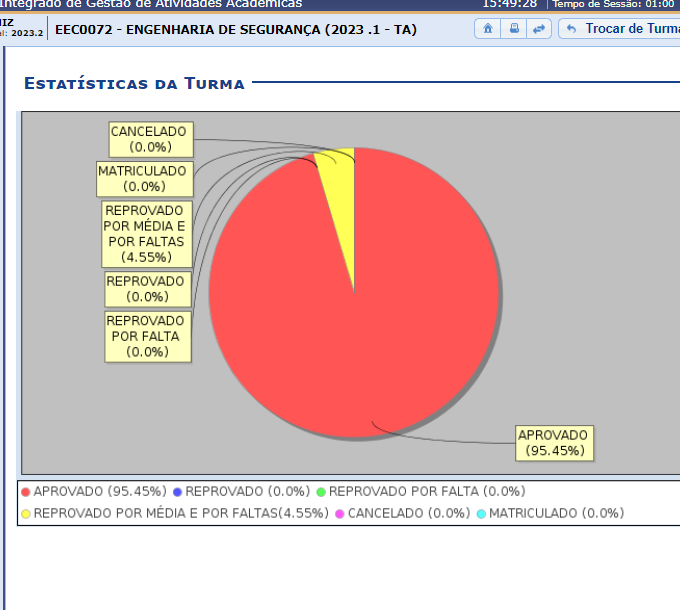 Integrado de Gestão de Atividades Acadêmicas 15:49:28 Tempo de Sessão: 01:00
IZ
al: 2023.2
EEC0072 - ENGENHARIA DE SEGURANÇA (2023 .1 - TA)
Trocar de Turma
ESTATÍSTICAS DA TURMA
CANCELADO
(0.0%)
MATRICULADO
(0.0%)
REPROVADO
POR MÉDIA E
POR FALTAS
(4.55%)
REPROVADO
(0.0%)
REPROVADO
POR FALTA
(0.0%)
APROVADO
(95.45%)
APROVADO (95.45%) REPROVADO (0.0%) REPROVADO POR FALTA (0.0%)
REPROVADO POR MÉDIA E POR FALTAS(4.55%) CANCELADO (0.0%) MATRICULADO (0.0%)